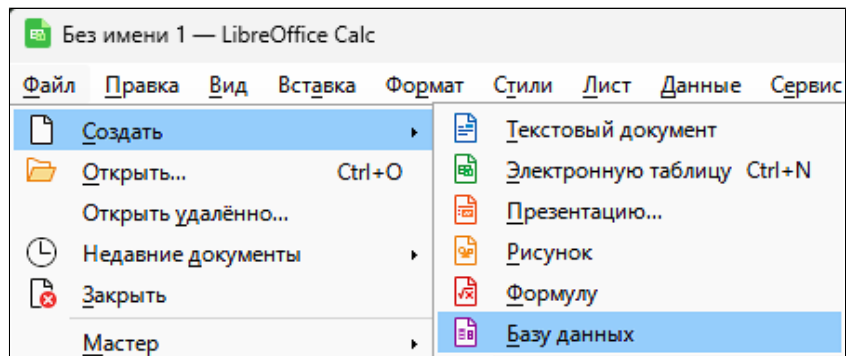 Без имени 1 — LibreOffice Calc
Файл Правка Вид Вставка Формат Стили Лист Данные Сервис
Создать
Текстовый документ
Открыть... Ctrl+O
Электронную таблицу Ctrl+N
Открыть удалённо...
Презентацию...
Недавние документы
Рисунок
Закрыть
Формулу
Мастер
Базу данных